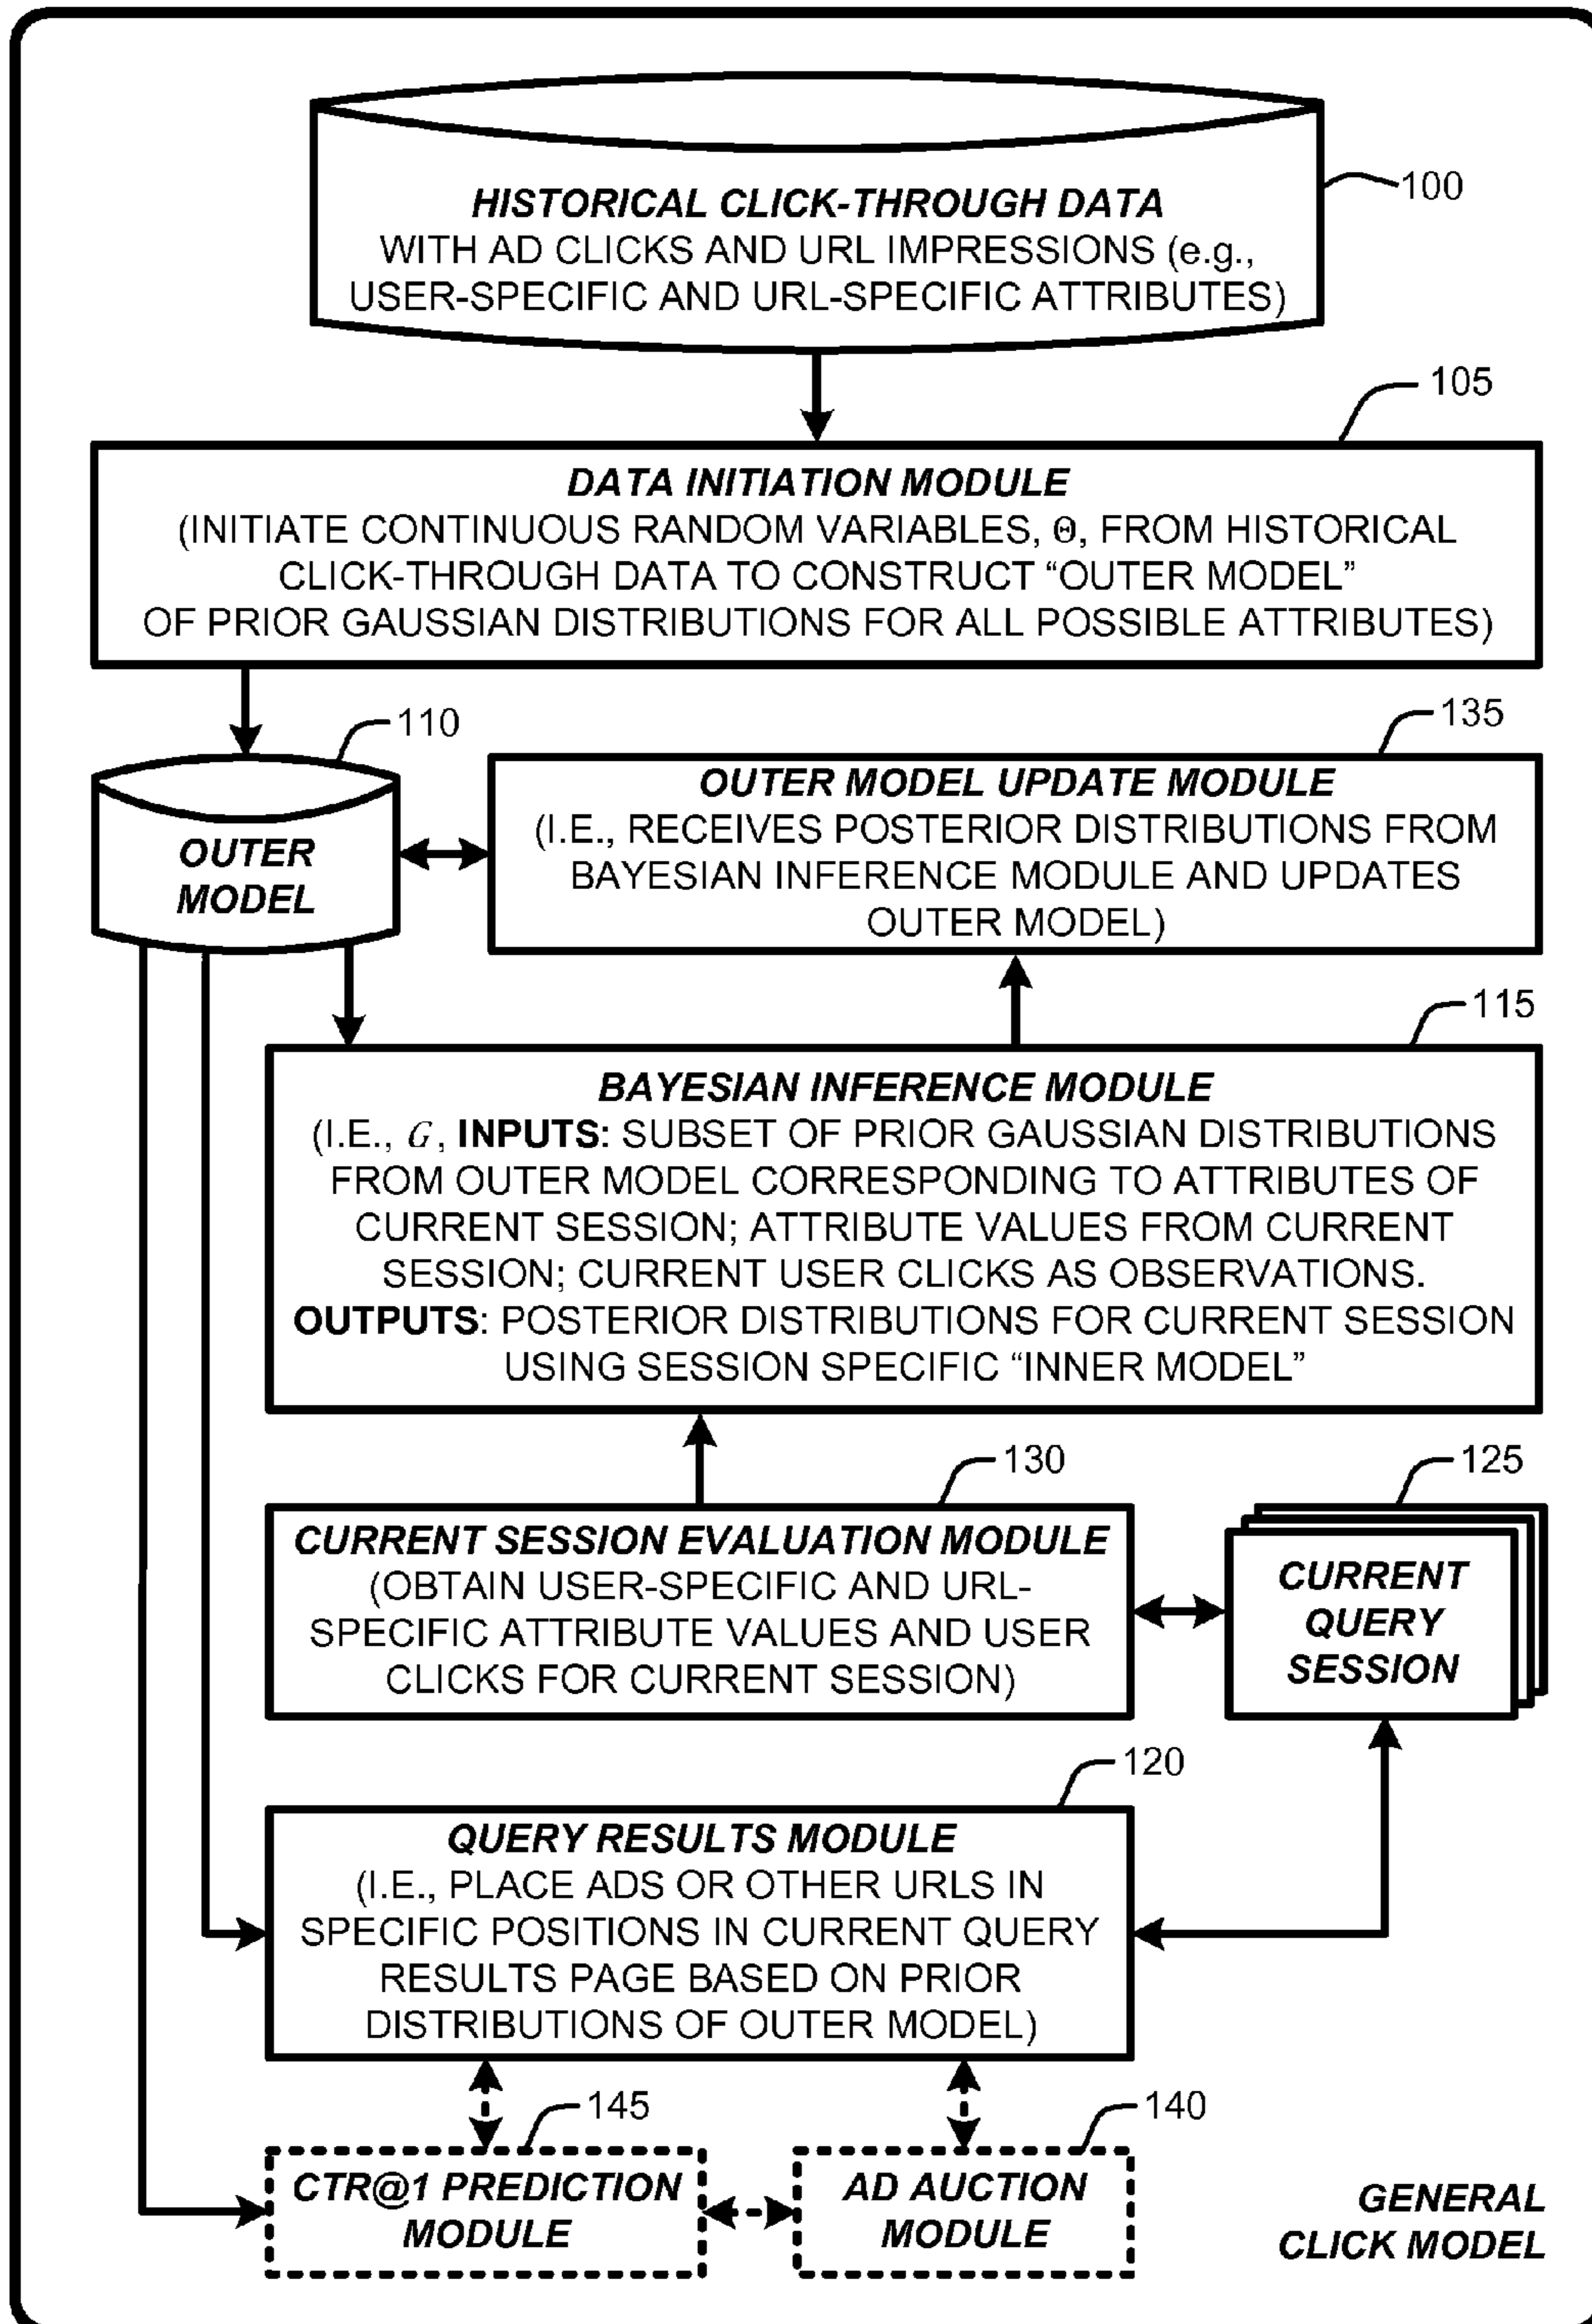 HISTORICAL CLICK-THROUGH DATA
WITH AD CLICKS AND URL IMPRESSIONS (e.g.,
USER-SPECIFIC AND URL-SPECIFIC ATTRIBUTES)
100
105
DATA INITIATION MODULE
(INITIATE CONTINUOUS RANDOM VARIABLES, Θ, FROM HISTORICAL
CLICK-THROUGH DATA TO CONSTRUCT “OUTER MODEL”
OF PRIOR GAUSSIAN DISTRIBUTIONS FOR ALL POSSIBLE ATTRIBUTES)
110
OUTER
MODEL
135
OUTER MODEL UPDATE MODULE
(I.E., RECEIVES POSTERIOR DISTRIBUTIONS FROM
BAYESIAN INFERENCE MODULE AND UPDATES
OUTER MODEL)
115
BAYESIAN INFERENCE MODULE
(I.E., G, INPUTS: SUBSET OF PRIOR GAUSSIAN DISTRIBUTIONS
FROM OUTER MODEL CORRESPONDING TO ATTRIBUTES OF
CURRENT SESSION; ATTRIBUTE VALUES FROM CURRENT
SESSION; CURRENT USER CLICKS AS OBSERVATIONS.
OUTPUTS: POSTERIOR DISTRIBUTIONS FOR CURRENT SESSION
USING SESSION SPECIFIC “INNER MODEL”
130
CURRENT SESSION EVALUATION MODULE
(OBTAIN USER-SPECIFIC AND URL-
SPECIFIC ATTRIBUTE VALUES AND USER
CLICKS FOR CURRENT SESSION)
125
CURRENT
QUERY
SESSION
120
QUERY RESULTS MODULE
(I.E., PLACE ADS OR OTHER URLS IN
SPECIFIC POSITIONS IN CURRENT QUERY
RESULTS PAGE BASED ON PRIOR
DISTRIBUTIONS OF OUTER MODEL)
145
CTR@1 PREDICTION
MODULE
140
AD AUCTION
MODULE
GENERAL
CLICK MODEL